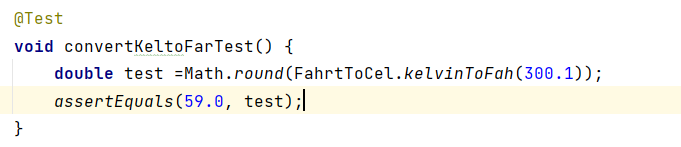 @Test
void convertKeltoFarTest() {
    double test =Math.round(FahrtToCel.kelvinToFah(300.1));
    assertEquals(59.0, test);
}